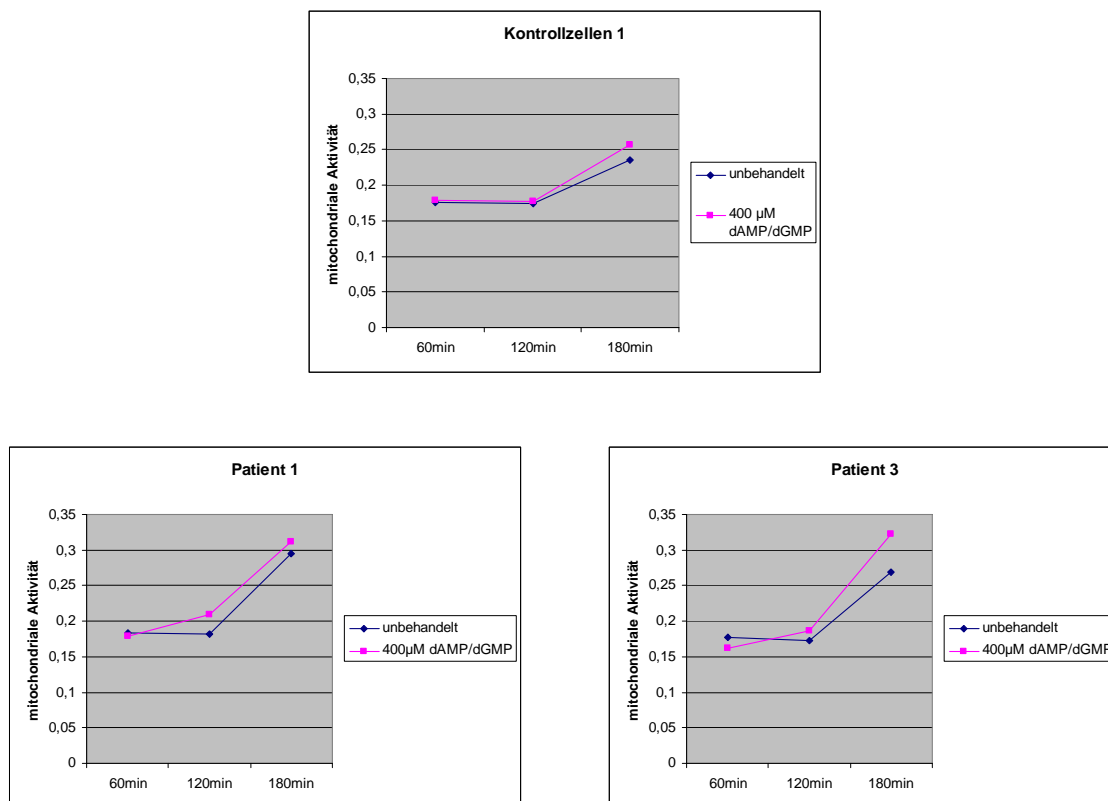 Kontrollzellen 1
mitochondriale Aktivität
0,35
0,3
0,25
0,2
0,15
0,1
0,05
0
60min 120min 180min
unbehandelt
400 µM
dAMP/dGMP
Patient 1
mitochondriale Aktivität
0,35
0,3
0,25
0,2
0,15
0,1
0,05
0
60min 120min 180min
unbehandelt
400µM dAMP/dGMP
Patient 3
mitochondriale Aktivität
0,35
0,3
0,25
0,2
0,15
0,1
0,05
0
60min 120min 180min
unbehandelt
400µM dAMP/dGMP